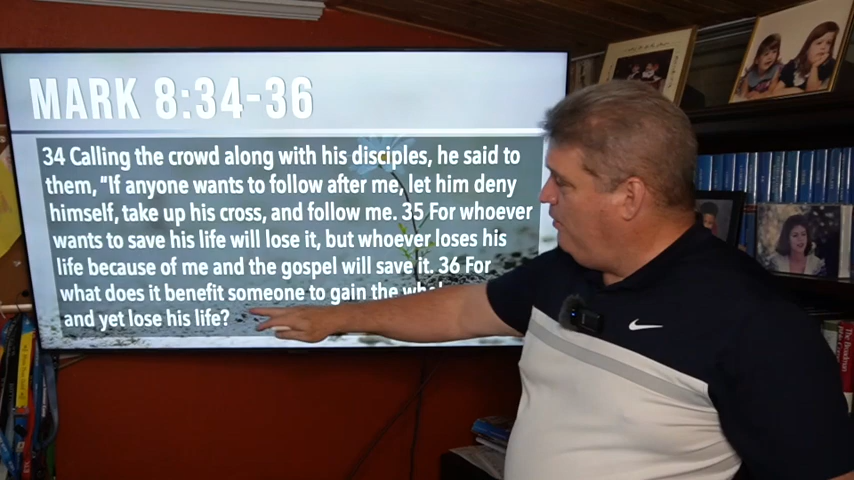 MARK 8:34-36
34 Calling the crowd along with his disciples, he said to
them, "If anyone wants to follow after me, let him deny
himself, take up his cross, and follow me. 35 For whoever
wants to save his life will lose it, but whoever loses his
life because of me and the gospel will save it. 36 For
what does it benefit someone to gain the
and yet lose his life?
The Broadman